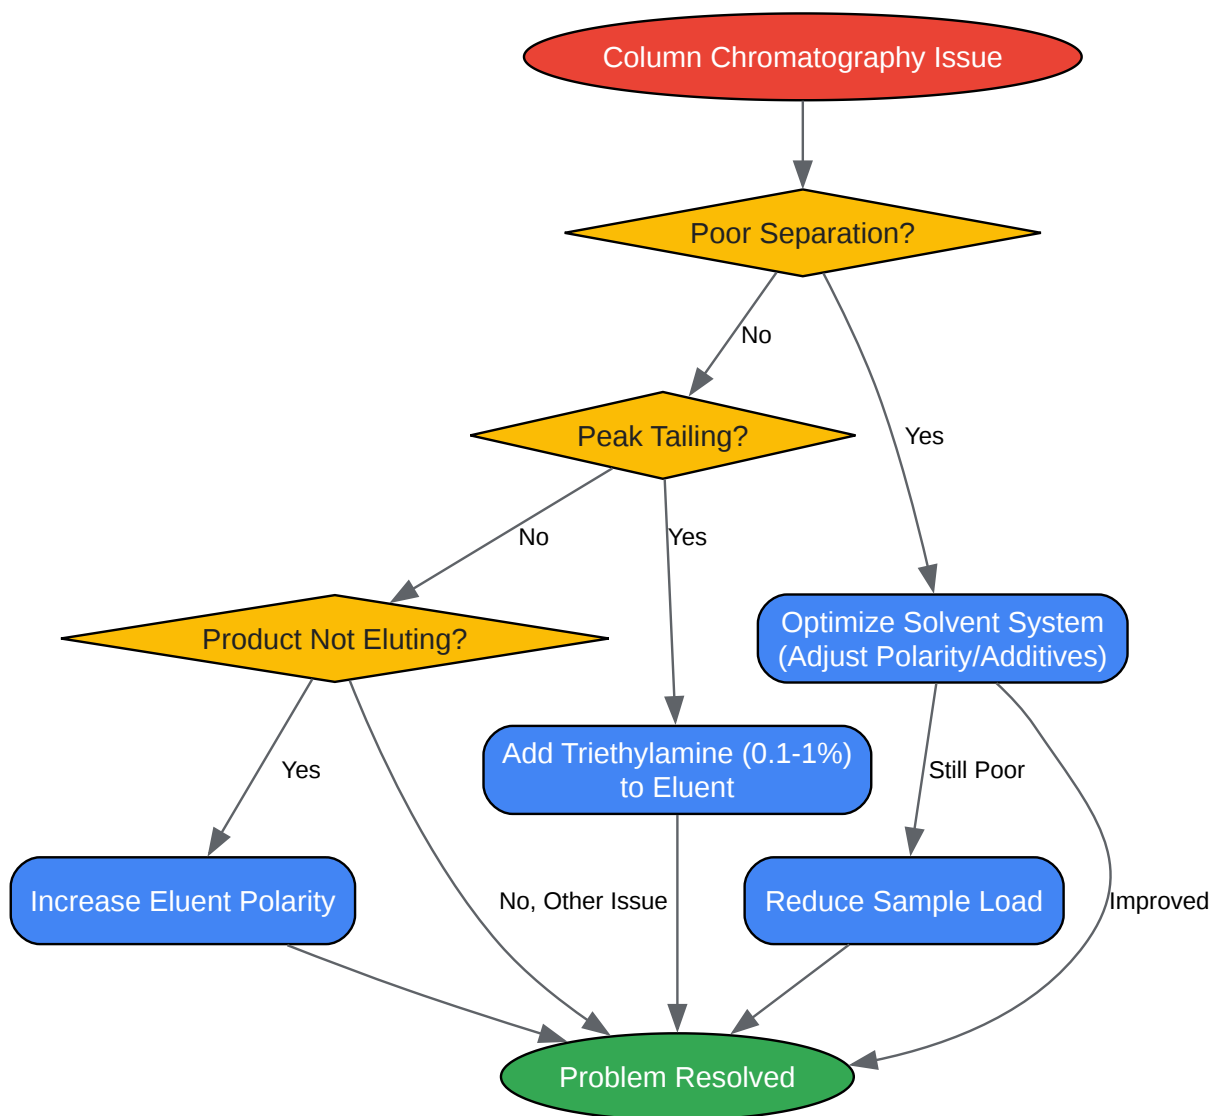 Column Chromatography Issue
Poor Separation?
No
Yes
Peak Tailing?
No
Yes
Product Not Eluting?
Optimize Solvent System
(Adjust Polarity/Additives)
Yes
Add Triethylamine (0.1-1%)
to Eluent
Still Poor
Increase Eluent Polarity
No, Other Issue
Reduce Sample Load
Improved
Problem Resolved